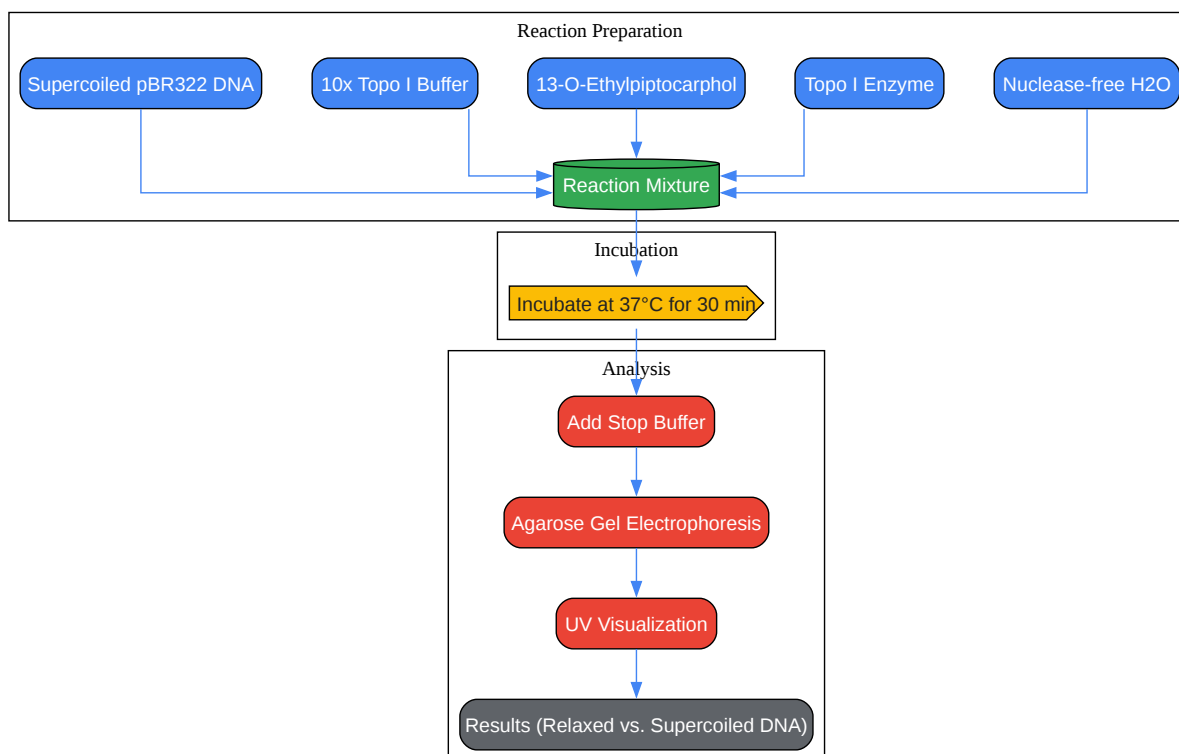 Reaction Preparation
Supercoiled pBR322 DNA
10x Topo I Buffer
13-O-Ethylpiptocarphol
Topo I Enzyme
Nuclease-free H2O
Reaction Mixture
Incubation
Incubate at 37°C for 30 min
Analysis
Add Stop Buffer
Agarose Gel Electrophoresis
UV Visualization
Results (Relaxed vs. Supercoiled DNA)